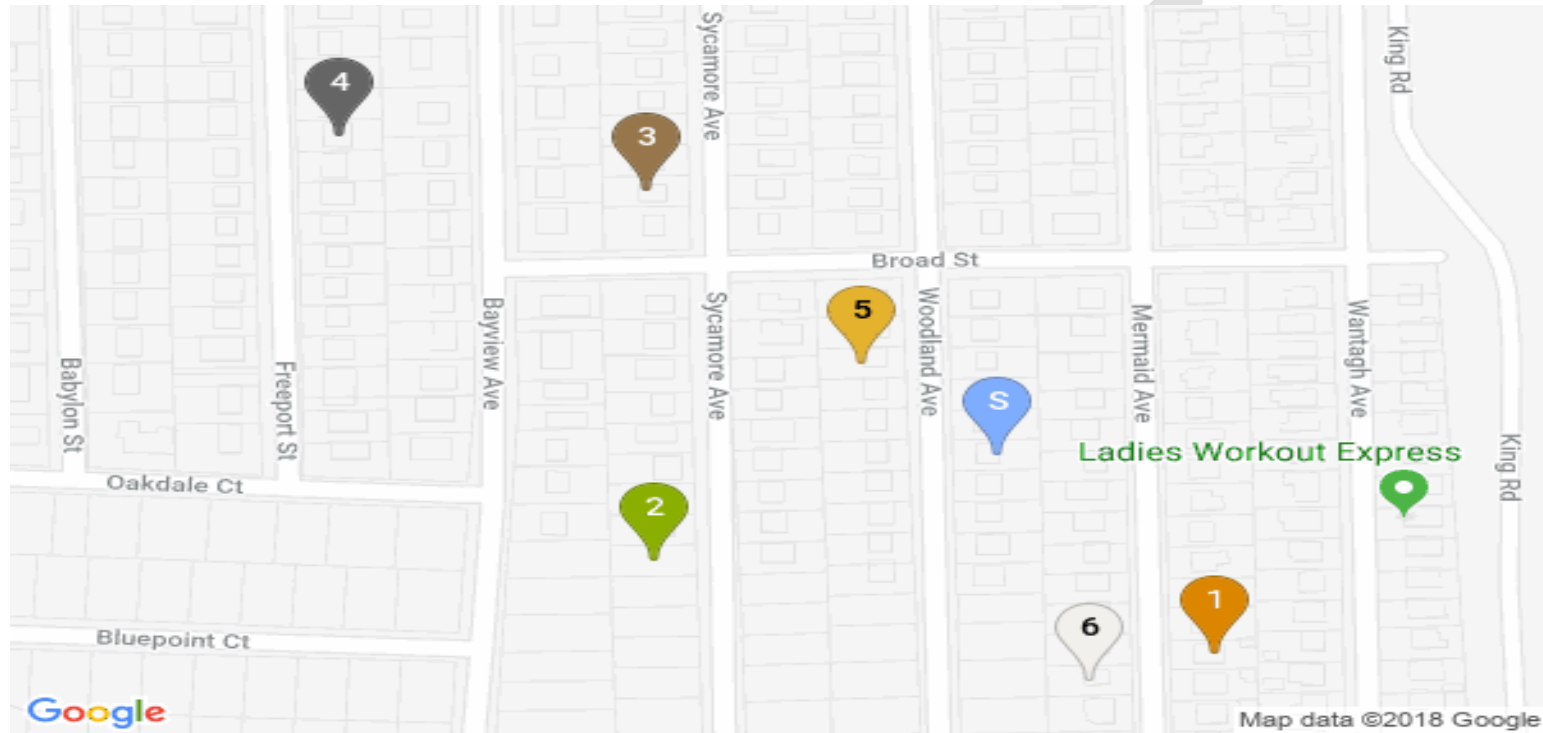 Sycamore Ave
King Rd
4
3
Broad St
5
Sycamore Ave
Woodland Ave
Bayview Ave
Mermaid Ave
Wantagh Ave
Babylon St
Freeport St
S
Ladies Workout Express
King Rd
Oakdale Ct
2
1
6
Bluepoint Ct
Google
Map data ©2018 Google